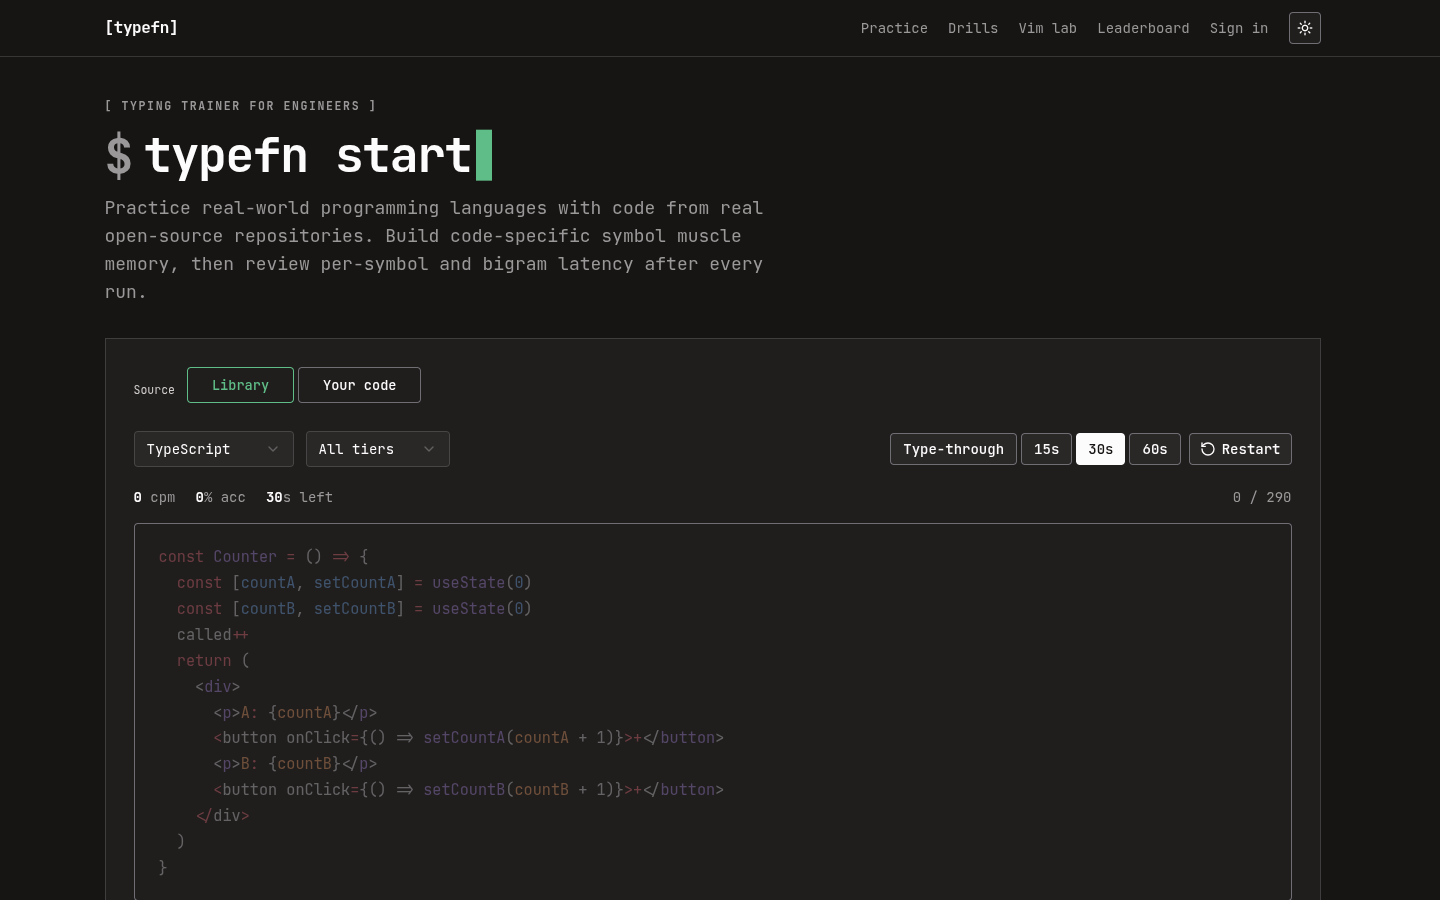 [typefn]
Practice Drills Vim lab Leaderboard Sign in
[ TYPING TRAINER FOR ENGINEERS ]
$ typefn start
Practice real-world programming languages with code from real
open-source repositories. Build code-specific symbol muscle
memory, then review per-symbol and bigram latency after every
run.
Source Library Your code
TypeScript All tiers Type-through 15s 30s 60s Restart
0 cpm 0% acc 30s left 0 / 290
const Counter = () => {
  const [countA, setCountA] = useState(0)
  const [countB, setCountB] = useState(0)
  called++
  return (
    <div>
      <p>A: {countA}</p>
      <button onClick={() => setCountA(countA + 1)}>+</button>
      <p>B: {countB}</p>
      <button onClick={() => setCountB(countB + 1)}>+</button>
    </div>
  )
}